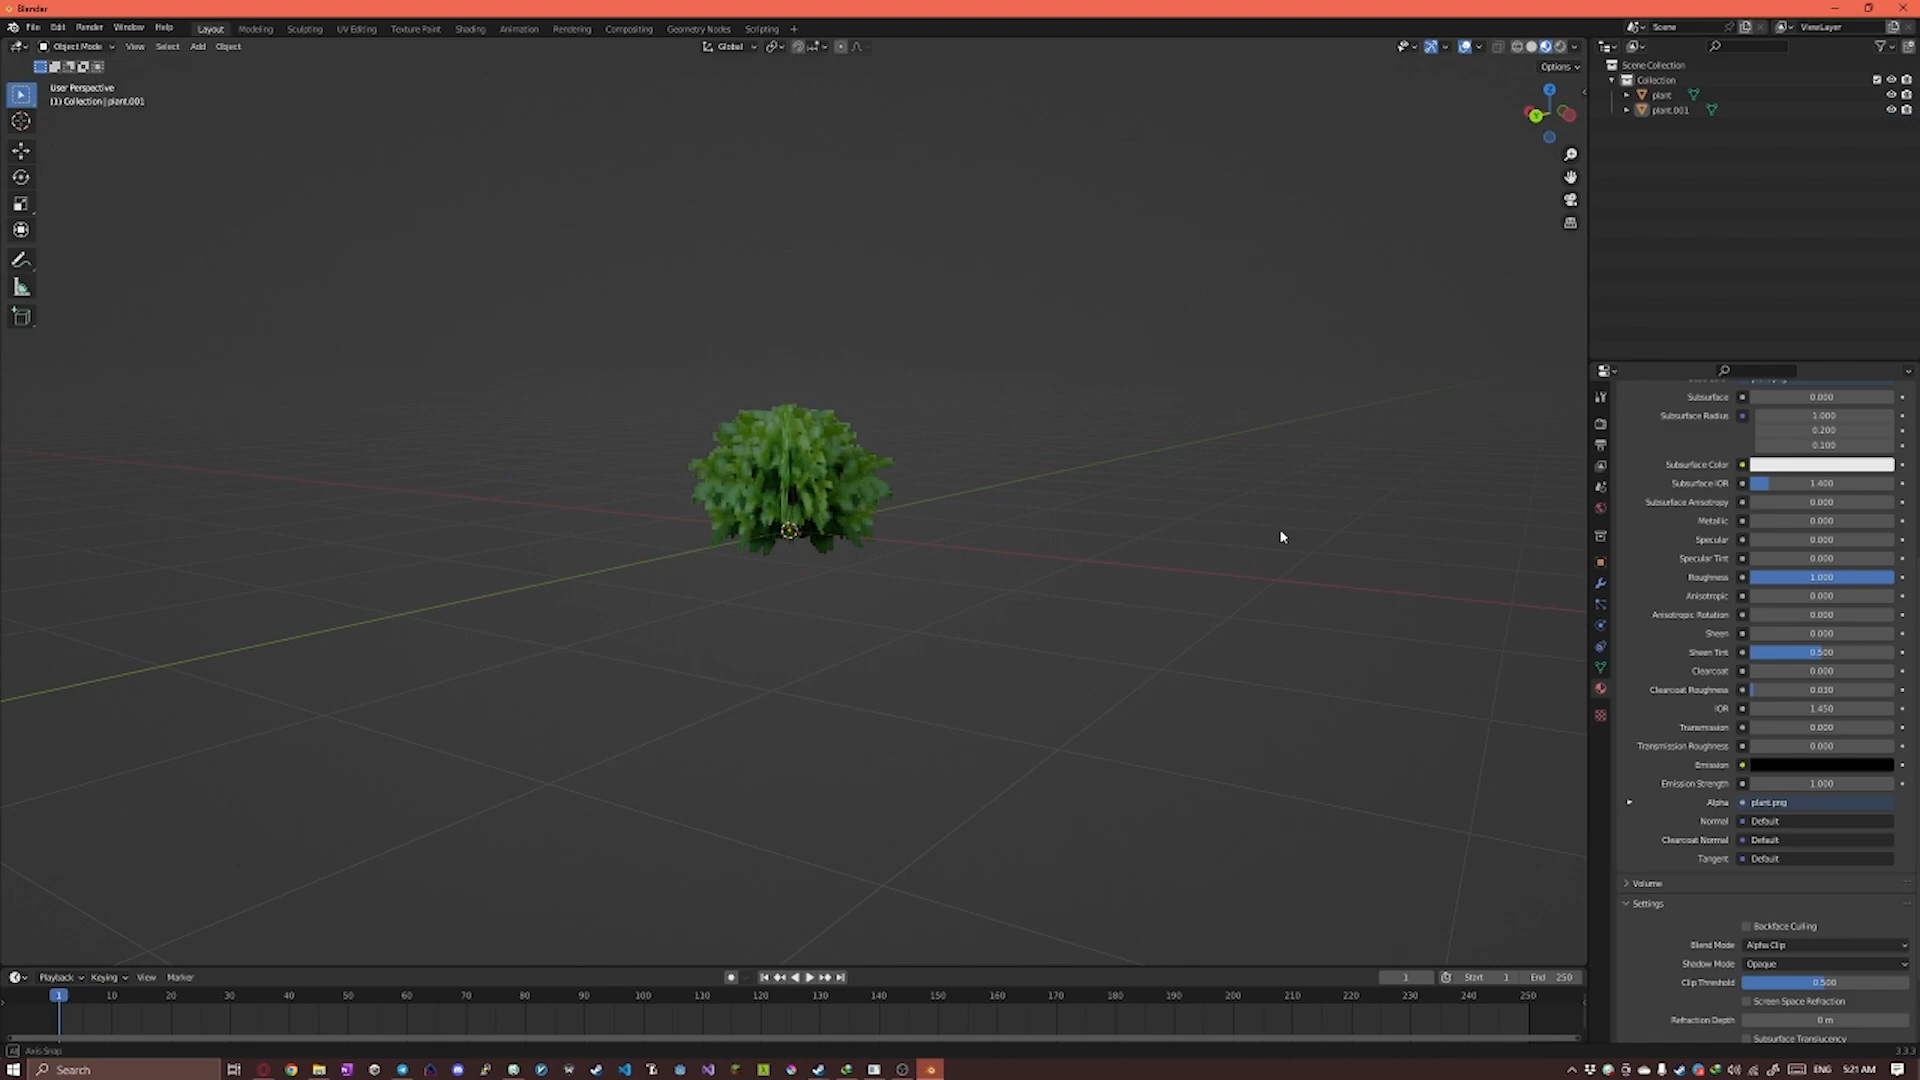 Blender
File Edit Render Window Help Layout Modeling Sculpting UV Editing Texture Paint Shading Animation Rendering Compositing Geometry Nodes Scripting + Scene ViewLayer
Object Mode View Select Add Object Global
Options
User Perspective
(1) Collection | plant.001
Z
Y
Scene Collection
Collection
plant
plant.001
Subsurface 0.000
Subsurface Radius 1.000
0.200
0.100
Subsurface Color
Subsurface IOR 1.400
Subsurface Anisotropy 0.000
Metallic 0.000
Specular 0.000
Specular Tint 0.000
Roughness 1.000
Anisotropic 0.000
Anisotropic Rotation 0.000
Sheen 0.000
Sheen Tint 0.500
Clearcoat 0.000
Clearcoat Roughness 0.030
IOR 1.450
Transmission 0.000
Transmission Roughness 0.000
Emission
Emission Strength 1.000
Alpha plant.png
Normal Default
Clearcoat Normal Default
Tangent Default
Volume
Settings
Backface Culling
Blend Mode Alpha Clip
Shadow Mode Opaque
Clip Threshold 0.500
Screen Space Refraction
Refraction Depth 0 m
Subsurface Translucency
Playback Keying View Marker 1 Start 1 End 250
1 10 20 30 40 50 60 70 80 90 100 110 120 130 140 150 160 170 180 190 200 210 220 230 240 250
Axis Snap
3.3.3
Search
ENG 5:21 AM